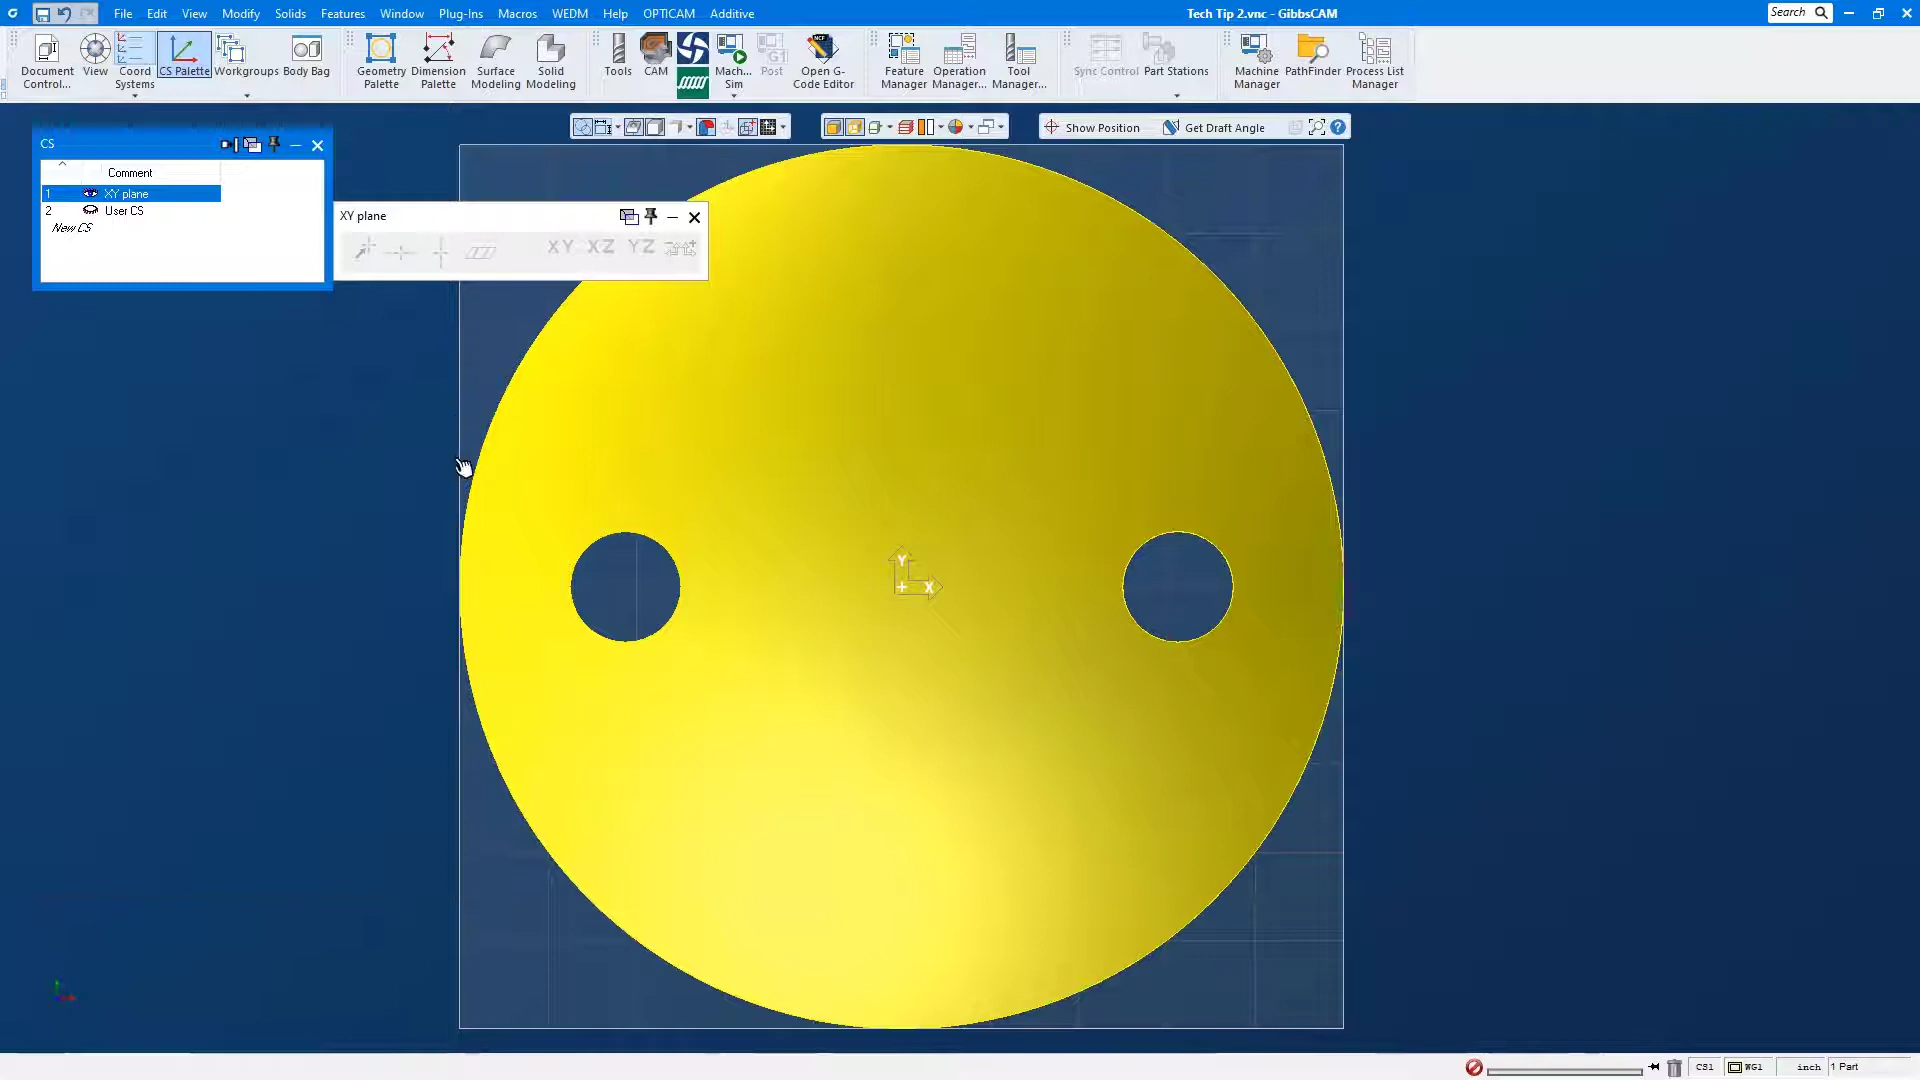 File Edit View Modify Solids Features Window Plug-Ins Macros WEDM Help OPTICAM Additive
Tech Tip 2.vnc - GibbsCAM
Search
Document Control...
View
Coord Systems
CS Palette
Workgroups
Body Bag
Geometry Palette
Dimension Palette
Surface Modeling
Solid Modeling
Tools
CAM
Mach... Sim
Post
Open G-Code Editor
Feature Manager
Operation Manager...
Tool Manager...
Sync Control
Part Stations
Machine Manager
PathFinder
Process List Manager
Show Position
Get Draft Angle
CS
Comment
1 XY plane
2 User CS
New CS
XY plane
XY XZ YZ
Y
X
CS1 WG1 inch 1 Part